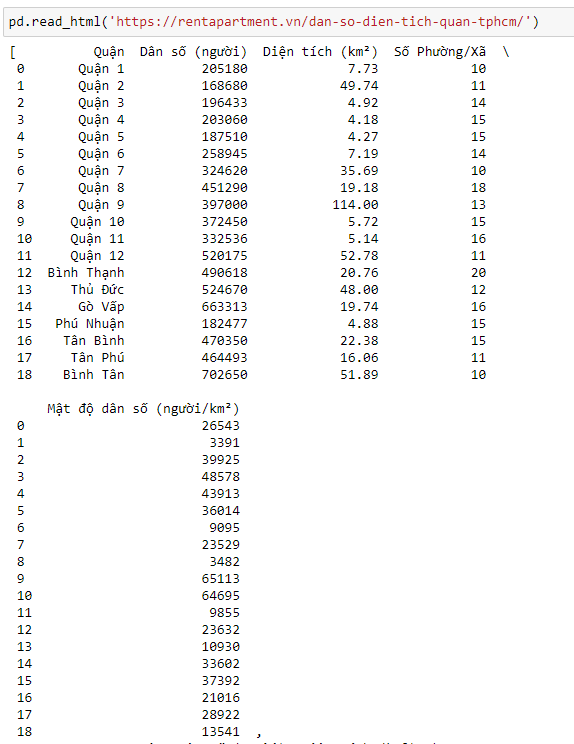 pd.read_html('https://rentapartment.vn/dan-so-dien-tich-quan-tphcm/')
[ Quận Dân số (người) Diện tích (km²) Số Phường/Xã \
0 Quận 1 205180 7.73 10
1 Quận 2 168680 49.74 11
2 Quận 3 196433 4.92 14
3 Quận 4 203060 4.18 15
4 Quận 5 187510 4.27 15
5 Quận 6 258945 7.19 14
6 Quận 7 324620 35.69 10
7 Quận 8 451290 19.18 18
8 Quận 9 397000 114.00 13
9 Quận 10 372450 5.72 15
10 Quận 11 332536 5.14 16
11 Quận 12 520175 52.78 11
12 Bình Thạnh 490618 20.76 20
13 Thủ Đức 524670 48.00 12
14 Gò Vấp 663313 19.74 16
15 Phú Nhuận 182477 4.88 15
16 Tân Bình 470350 22.38 15
17 Tân Phú 464493 16.06 11
18 Bình Tân 702650 51.89 10
Mật độ dân số (người/km²)
0 26543
1 3391
2 39925
3 48578
4 43913
5 36014
6 9095
7 23529
8 3482
9 65113
10 64695
11 9855
12 23632
13 10930
14 33602
15 37392
16 21016
17 28922
18 13541 ,